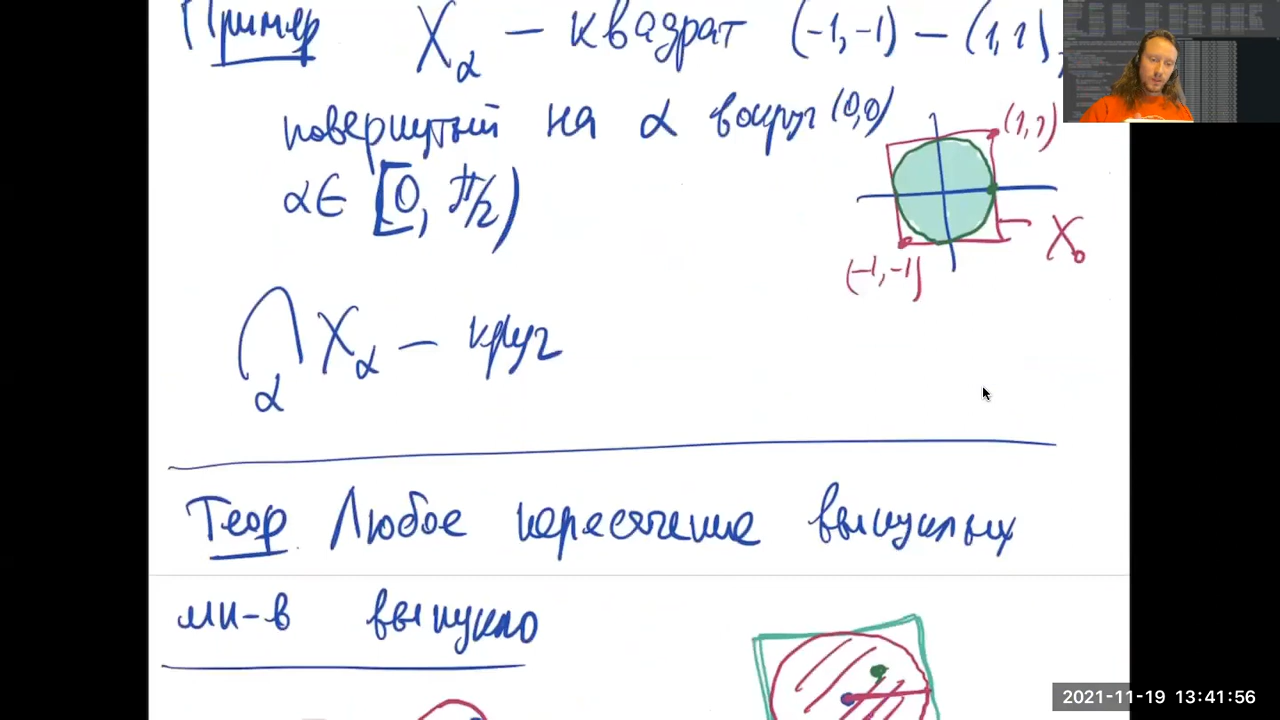 Пример X_α — квадрат (-1,-1) — (1,1),
повернутый на α вокруг (0,0)
α∈ [0, π/2)
(1,1)
X_0
(-1,-1)
⋂ X_α — круг
α
Теор Любое пересечение выпуклых
мн-в выпукло
2021-11-19 13:41:56